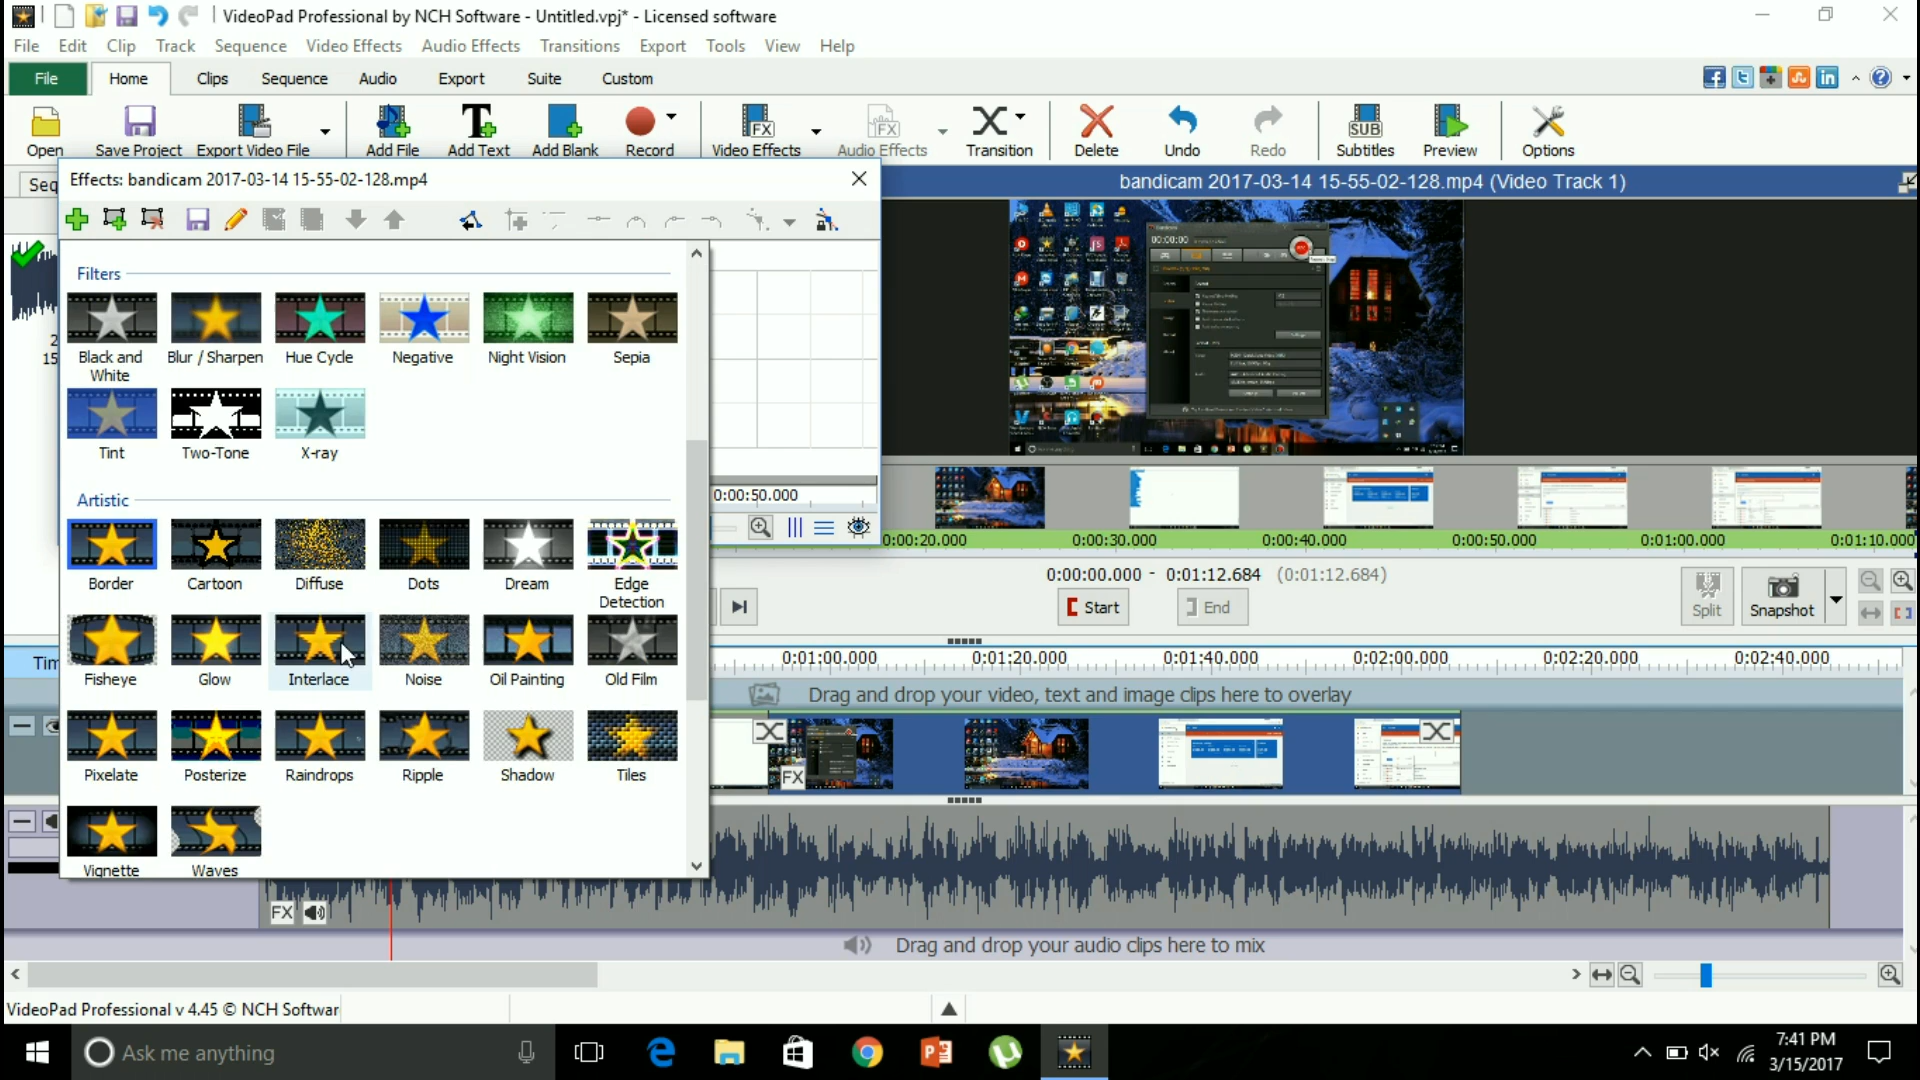 VideoPad Professional by NCH Software - Untitled.vpj* - Licensed software
File Edit Clip Track Sequence Video Effects Audio Effects Transitions Export Tools View Help
File Home Clips Sequence Audio Export Suite Custom
Open Save Project Export Video File Add File Add Text Add Blank Record Video Effects Audio Effects Transition Delete Undo Redo Subtitles Preview Options
Seq
Effects: bandicam 2017-03-14 15-55-02-128.mp4
bandicam 2017-03-14 15-55-02-128.mp4 (Video Track 1)
Filters
Black and White
Blur / Sharpen
Hue Cycle
Negative
Night Vision
Sepia
Tint
Two-Tone
X-ray
Artistic
Border
Cartoon
Diffuse
Dots
Dream
Edge Detection
Fisheye
Glow
Interlace
Noise
Oil Painting
Old Film
Pixelate
Posterize
Raindrops
Ripple
Shadow
Tiles
Vignette
Waves
2
15
00:00:00
0:00:50.000
0:00:20.000 0:00:30.000 0:00:40.000 0:00:50.000 0:01:00.000 0:01:10.000
0:00:00.000 - 0:01:12.684 (0:01:12.684)
Start End Split Snapshot
Tim
0:01:00.000 0:01:20.000 0:01:40.000 0:02:00.000 0:02:20.000 0:02:40.000
Drag and drop your video, text and image clips here to overlay
FX
FX
Drag and drop your audio clips here to mix
VideoPad Professional v 4.45 © NCH Softwar
Ask me anything
7:41 PM
3/15/2017